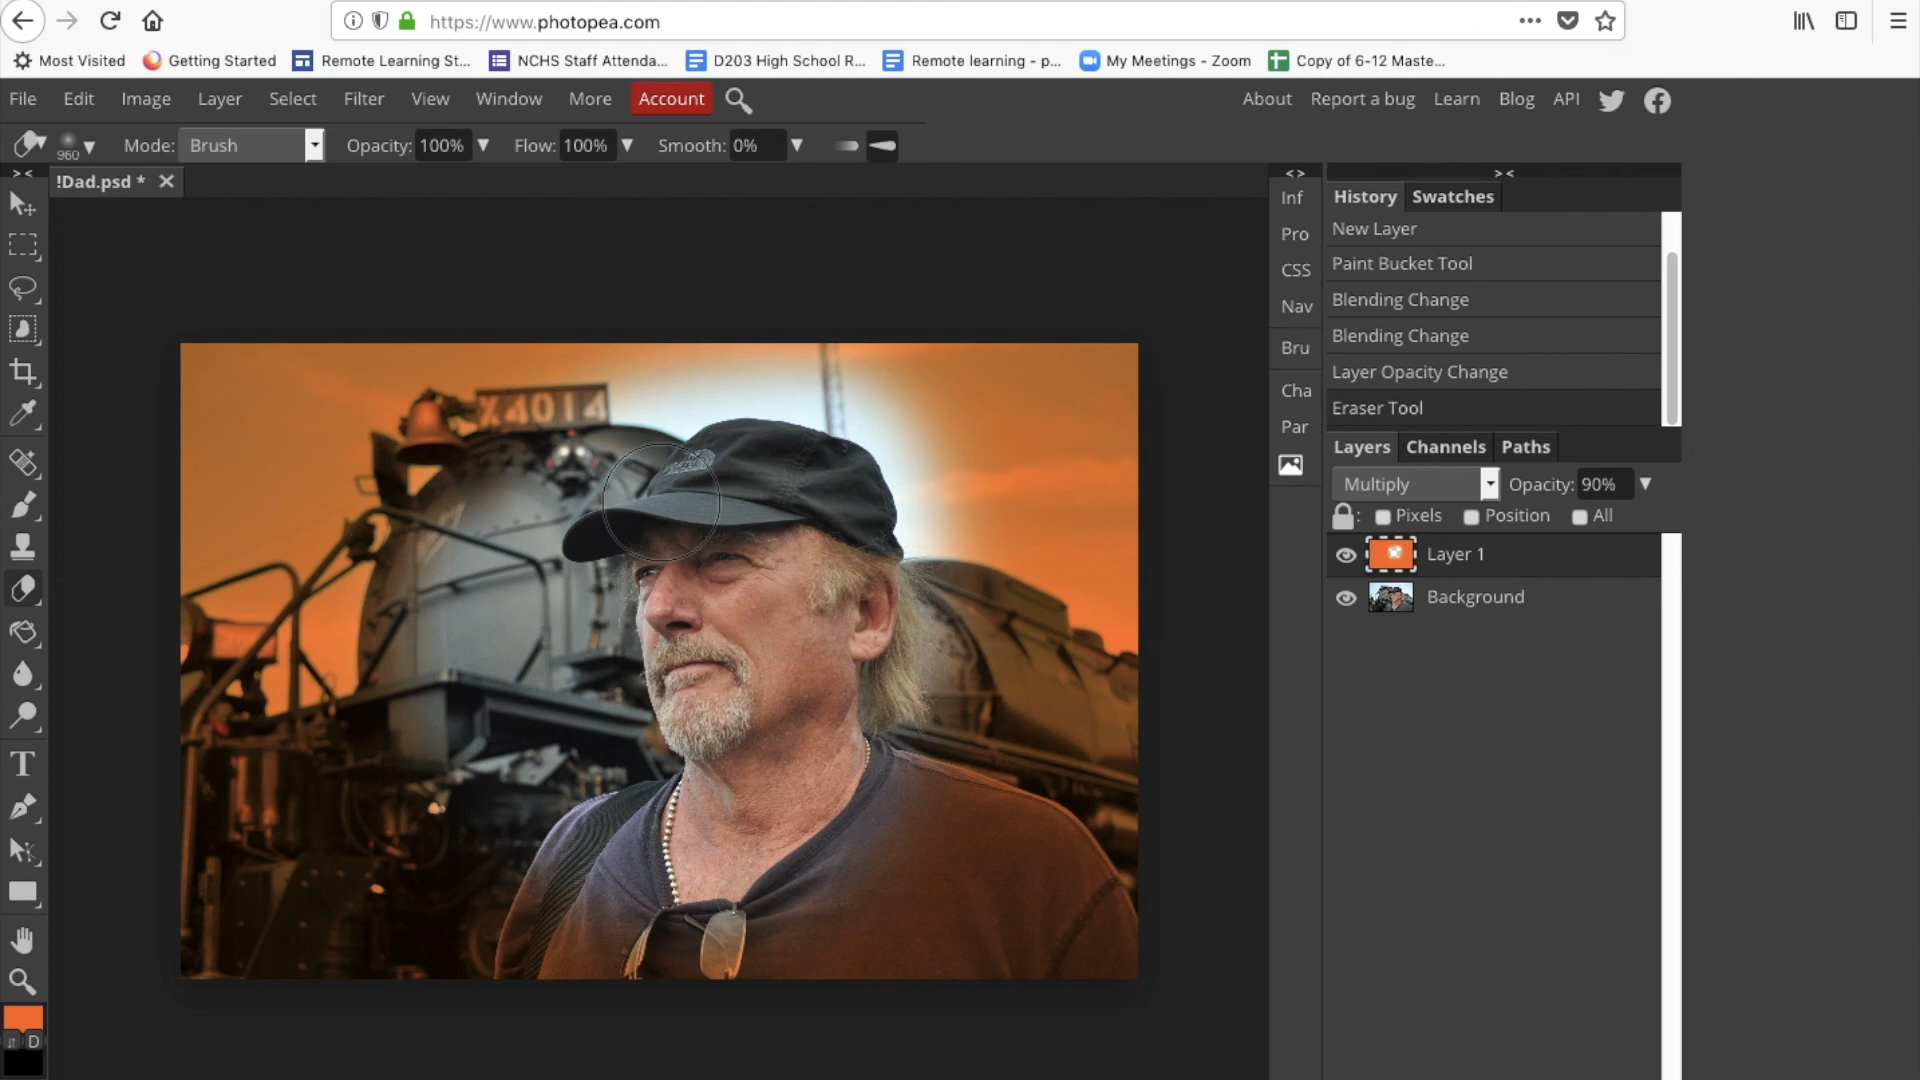 https://www.photopea.com
Most Visited Getting Started Remote Learning St... NCHS Staff Attenda... D203 High School R... Remote learning - p... My Meetings - Zoom Copy of 6-12 Maste...
File Edit Image Layer Select Filter View Window More Account About Report a bug Learn Blog API
960 Mode: Brush Opacity: 100% Flow: 100% Smooth: 0%
> < !Dad.psd * < > > <
Inf History Swatches
New Layer
Pro
Paint Bucket Tool
CSS
Blending Change
Nav
Blending Change
Bru
Layer Opacity Change
Cha
Eraser Tool
Par
X4014
Layers Channels Paths
Multiply Opacity: 90%
: Pixels Position All
Layer 1
Background
T
D